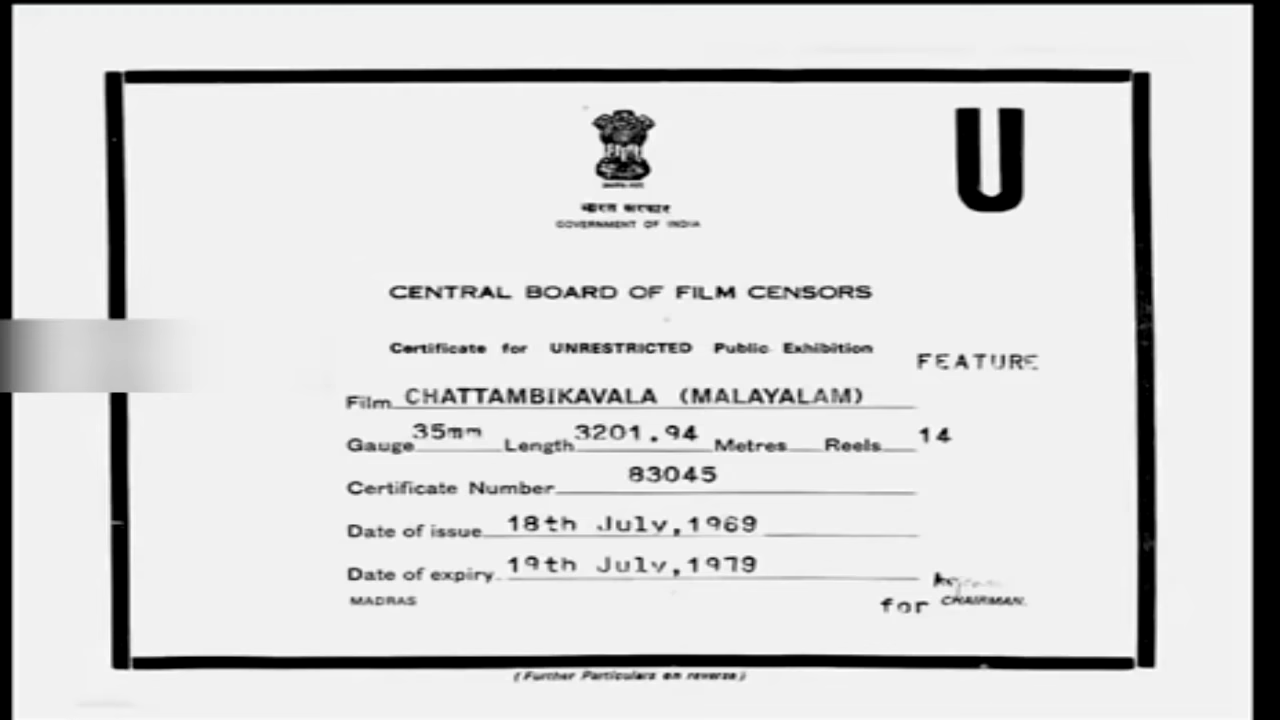 U
भारत सरकार
GOVERNMENT OF INDIA
CENTRAL BOARD OF FILM CENSORS
Certificate for UNRESTRICTED Public Exhibition
FEATURE
Film CHATTAMBIKAVALA (MALAYALAM)
Gauge 35mm Length 3201.94 Metres Reels 14
Certificate Number 83045
Date of issue 18th July,1969
Date of expiry 19th July,1979
MADRAS
for CHAIRMAN.
(Further Particulars on reverse)